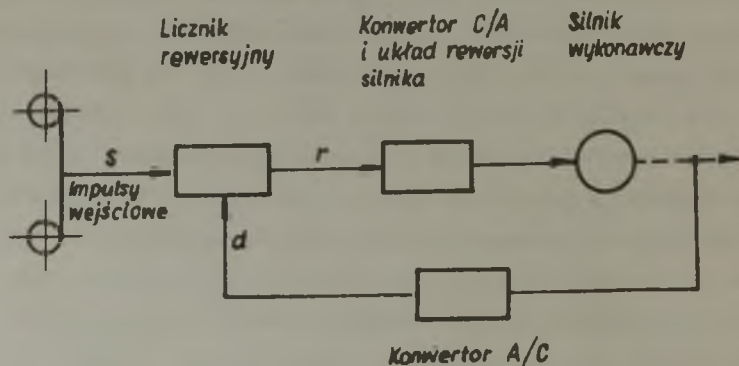 Licznik
rewersyjny
Konwertor C/A
i układ rewersji
silnika
Silnik
wykonawczy
s
Impulsy
wejściowe
r
d
Konwertor A/C